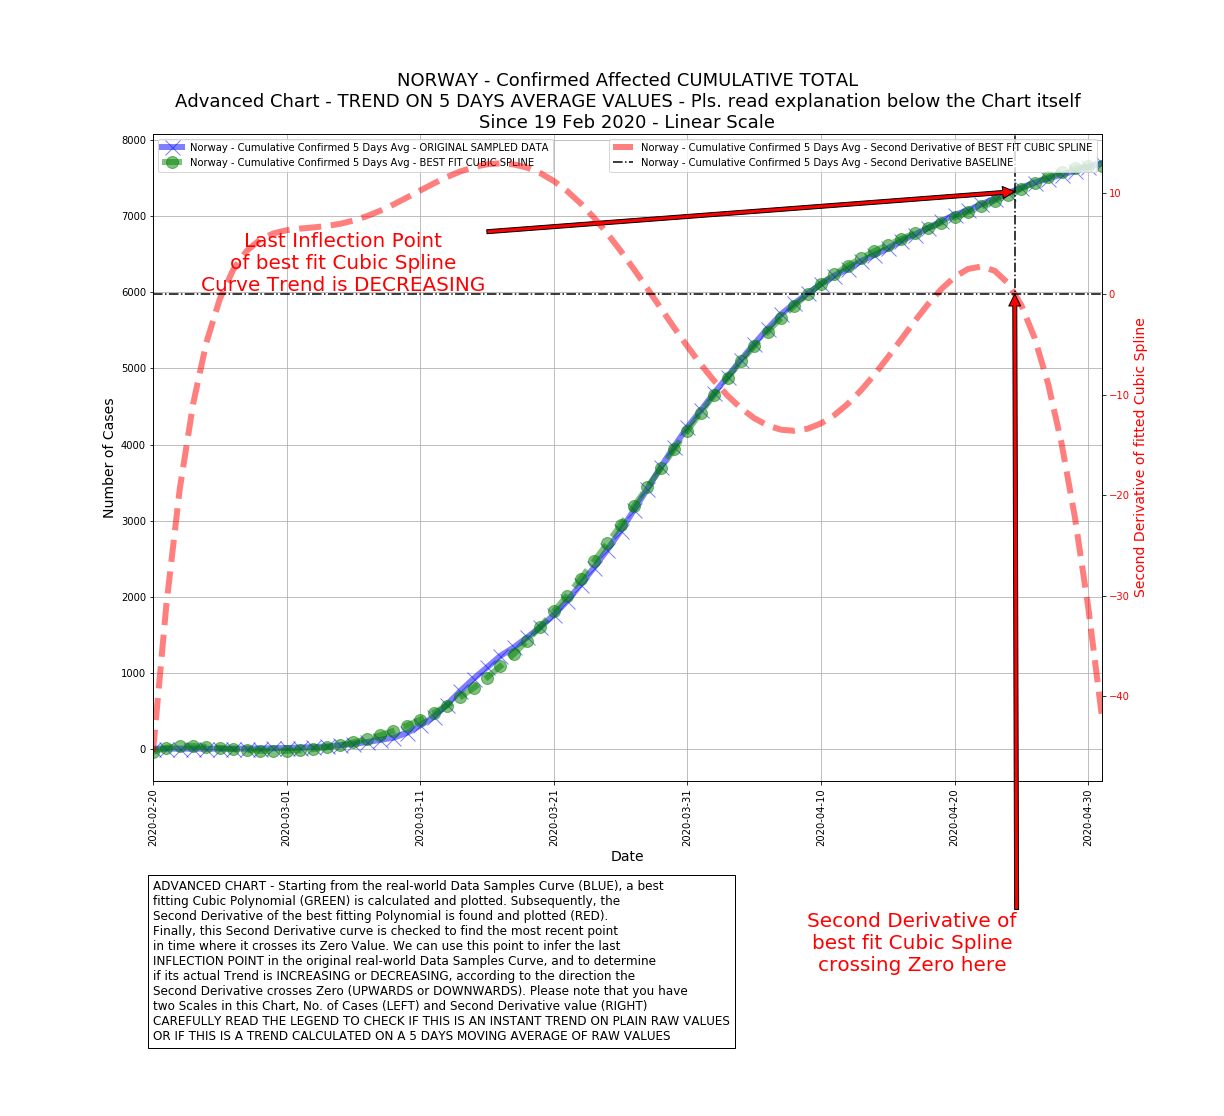 NORWAY - Confirmed Affected CUMULATIVE TOTAL
Advanced Chart - TREND ON 5 DAYS AVERAGE VALUES - Pls. read explanation below the Chart itself
Since 19 Feb 2020 - Linear Scale
Norway - Cumulative Confirmed 5 Days Avg - ORIGINAL SAMPLED DATA
Norway - Cumulative Confirmed 5 Days Avg - BEST FIT CUBIC SPLINE
Norway - Cumulative Confirmed 5 Days Avg - Second Derivative of BEST FIT CUBIC SPLINE
Norway - Cumulative Confirmed 5 Days Avg - Second Derivative BASELINE
Last Inflection Point
of best fit Cubic Spline
Curve Trend is DECREASING
Number of Cases
8000
7000
6000
5000
4000
3000
2000
1000
0
10
0
−10
−20
−30
−40
Second Derivative of fitted Cubic Spline
2020-02-20
2020-03-01
2020-03-11
2020-03-21
2020-03-31
2020-04-10
2020-04-20
2020-04-30
Date
ADVANCED CHART - Starting from the real-world Data Samples Curve (BLUE), a best
fitting Cubic Polynomial (GREEN) is calculated and plotted. Subsequently, the
Second Derivative of the best fitting Polynomial is found and plotted (RED).
Finally, this Second Derivative curve is checked to find the most recent point
in time where it crosses its Zero Value. We can use this point to infer the last
INFLECTION POINT in the original real-world Data Samples Curve, and to determine
if its actual Trend is INCREASING or DECREASING, according to the direction the
Second Derivative crosses Zero (UPWARDS or DOWNWARDS). Please note that you have
two Scales in this Chart, No. of Cases (LEFT) and Second Derivative value (RIGHT)
CAREFULLY READ THE LEGEND TO CHECK IF THIS IS AN INSTANT TREND ON PLAIN RAW VALUES
OR IF THIS IS A TREND CALCULATED ON A 5 DAYS MOVING AVERAGE OF RAW VALUES
Second Derivative of
best fit Cubic Spline
crossing Zero here